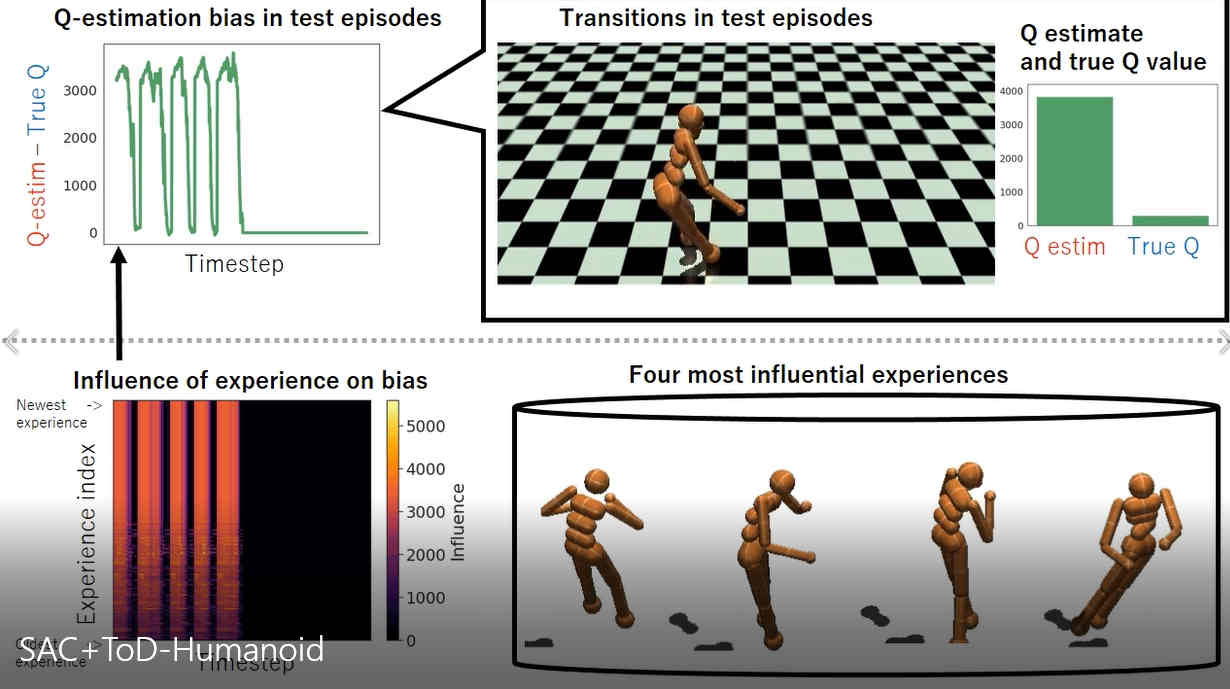 Q-estimation bias in test episodes
Q-estim – True Q
3000
2000
1000
0
Timestep
Transitions in test episodes
Q estimate
and true Q value
4000
3000
2000
1000
0
Q estim
True Q
Influence of experience on bias
Newest ->
experience
Experience index
Oldest ->
experience
Timestep
5000
4000
3000
2000
1000
0
Influence
Four most influential experiences
SAC+ToD-Humanoid